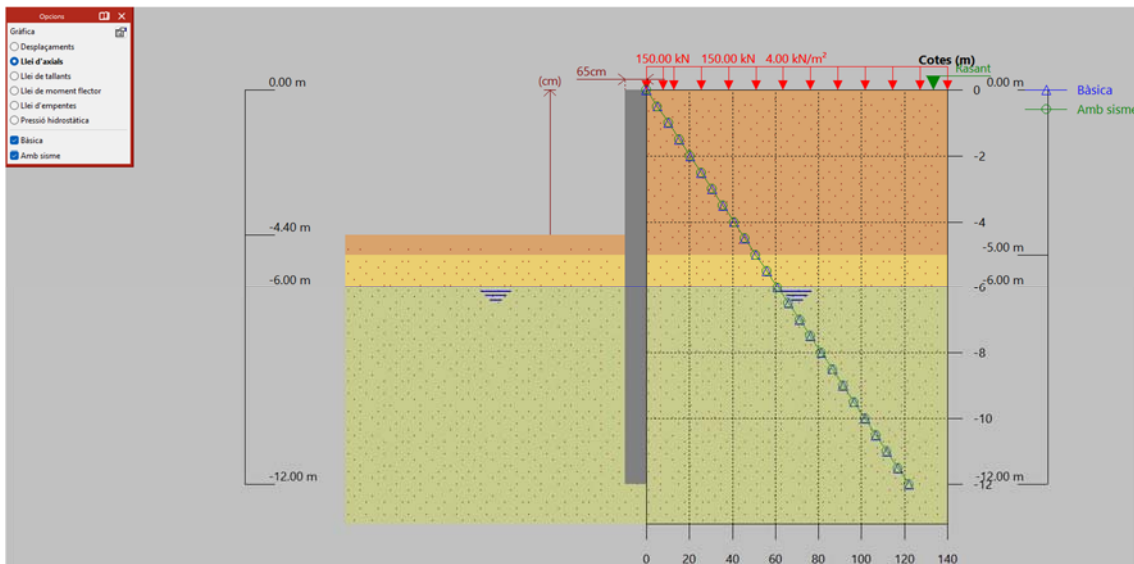 Opcions
Gràfica
Desplaçaments
Llei d'axials
Llei de tallants
Llei de moment flector
Llei d'empentes
Pressió hidrostàtica
Bàsica
Amb sisme
150.00 kN 150.00 kN 4.00 kN/m² Cotes (m)
65cm
Rasant
(cm)
0.00 m 0 0.00 m
Bàsica
Amb sisme
-2
-4
-4.40 m
-5.00 m
-6.00 m -6 -6.00 m
-8
-10
-12.00 m -12 -12.00 m
0 20 40 60 80 100 120 140